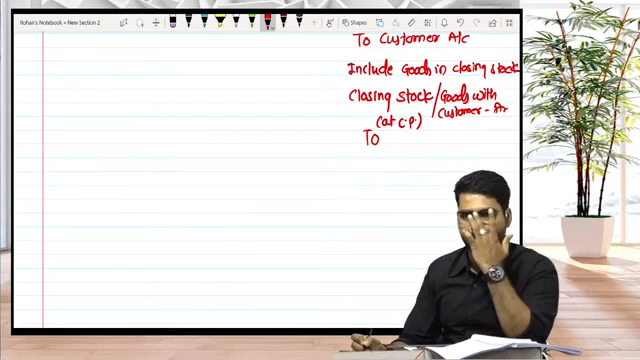 Rohan's Notebook • New Section 2
Shapes
To Customer A/c
Include Goods in closing stock
Closing stock / Goods with
(at C.P.) Customer - Dr
To